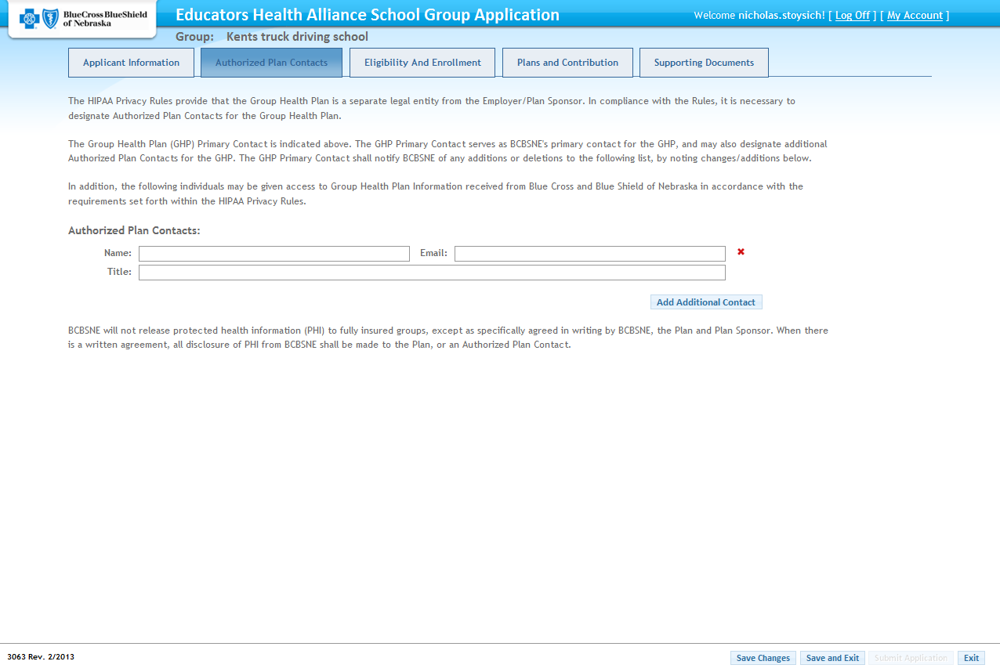 BlueCross BlueShield
of Nebraska
Educators Health Alliance School Group Application
Welcome nicholas.stoysich! [ Log Off ] [ My Account ]
Group: Kents truck driving school
Applicant Information
Authorized Plan Contacts
Eligibility And Enrollment
Plans and Contribution
Supporting Documents
The HIPAA Privacy Rules provide that the Group Health Plan is a separate legal entity from the Employer/Plan Sponsor. In compliance with the Rules, it is necessary to
designate Authorized Plan Contacts for the Group Health Plan.
The Group Health Plan (GHP) Primary Contact is indicated above. The GHP Primary Contact serves as BCBSNE's primary contact for the GHP, and may also designate additional
Authorized Plan Contacts for the GHP. The GHP Primary Contact shall notify BCBSNE of any additions or deletions to the following list, by noting changes/additions below.
In addition, the following individuals may be given access to Group Health Plan Information received from Blue Cross and Blue Shield of Nebraska in accordance with the
requirements set forth within the HIPAA Privacy Rules.
Authorized Plan Contacts:
Name:
Email:
Title:
Add Additional Contact
BCBSNE will not release protected health information (PHI) to fully insured groups, except as specifically agreed in writing by BCBSNE, the Plan and Plan Sponsor. When there
is a written agreement, all disclosure of PHI from BCBSNE shall be made to the Plan, or an Authorized Plan Contact.
3063 Rev. 2/2013
Save Changes
Save and Exit
Submit Application
Exit